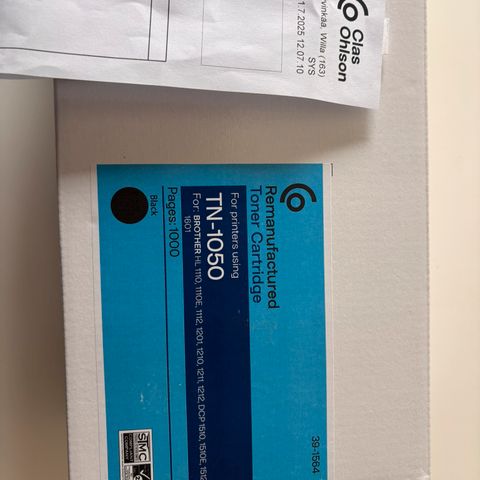 Clas
Ohlson
vinkaa, Willa (163)
SYS
1.7.2025 12.07.10
Remanufactured
Toner Cartridge
39-1564
For printers using
TN-1050
For: BROTHER HL 1110, 1110E, 1112, 1201, 1210, 1211, 1212, DCP 1510, 1510E, 1512
1601
Pages: 1000
Black
STMC